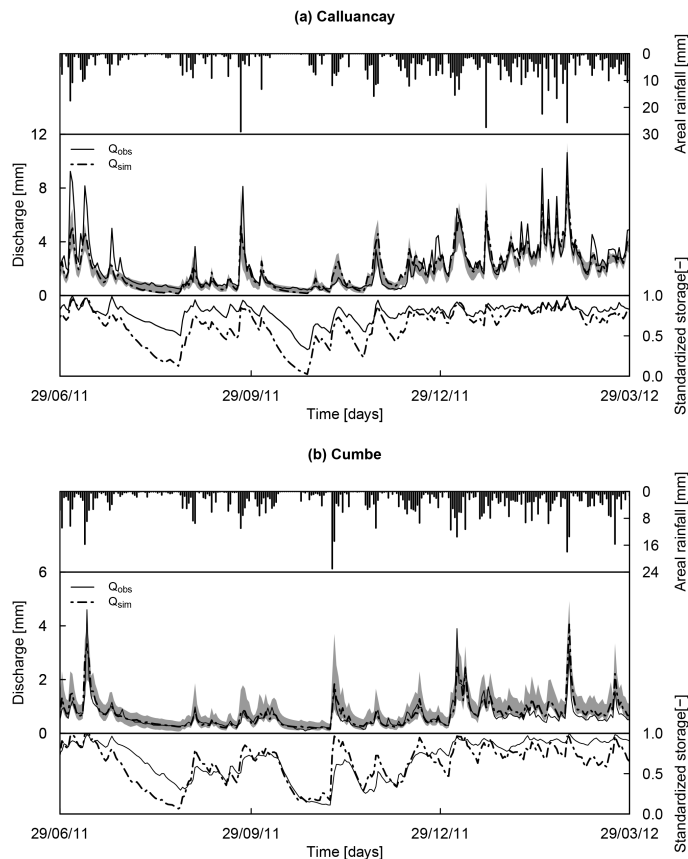 (a) Calluancay
0
10
20
30
Areal rainfall [mm]
12
8
4
0
Discharge [mm]
Qobs
Qsim
1.0
0.5
0.0
Standardized storage[−]
29/06/11
29/09/11
29/12/11
29/03/12
Time [days]
(b) Cumbe
0
8
16
24
Areal rainfall [mm]
6
4
2
0
Discharge [mm]
Qobs
Qsim
1.0
0.5
0.0
Standardized storage[−]
29/06/11
29/09/11
29/12/11
29/03/12
Time [days]